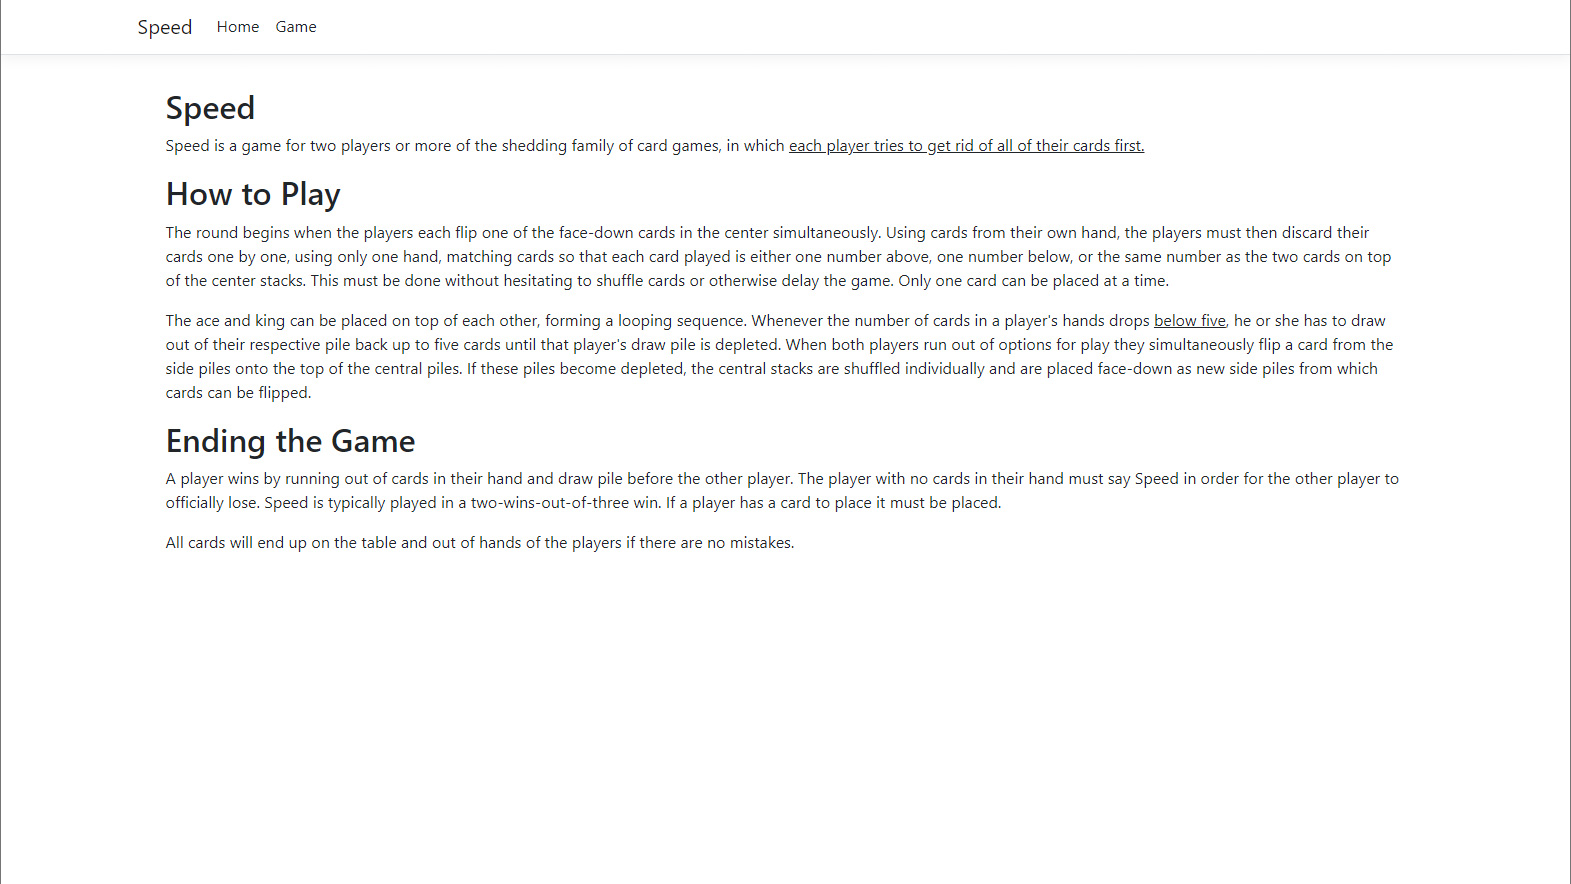 Speed Home Game
Speed
Speed is a game for two players or more of the shedding family of card games, in which each player tries to get rid of all of their cards first.
How to Play
The round begins when the players each flip one of the face-down cards in the center simultaneously. Using cards from their own hand, the players must then discard their
cards one by one, using only one hand, matching cards so that each card played is either one number above, one number below, or the same number as the two cards on top
of the center stacks. This must be done without hesitating to shuffle cards or otherwise delay the game. Only one card can be placed at a time.
The ace and king can be placed on top of each other, forming a looping sequence. Whenever the number of cards in a player's hands drops below five, he or she has to draw
out of their respective pile back up to five cards until that player's draw pile is depleted. When both players run out of options for play they simultaneously flip a card from the
side piles onto the top of the central piles. If these piles become depleted, the central stacks are shuffled individually and are placed face-down as new side piles from which
cards can be flipped.
Ending the Game
A player wins by running out of cards in their hand and draw pile before the other player. The player with no cards in their hand must say Speed in order for the other player to
officially lose. Speed is typically played in a two-wins-out-of-three win. If a player has a card to place it must be placed.
All cards will end up on the table and out of hands of the players if there are no mistakes.